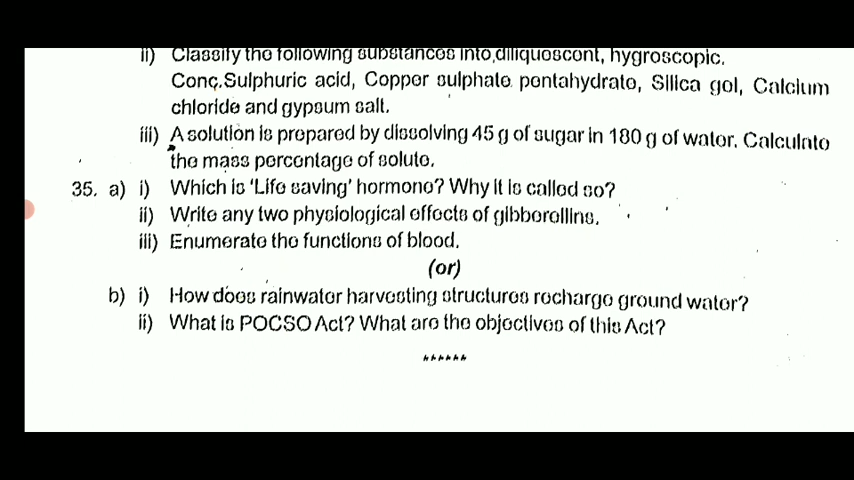 ii) Classify the following substances into diliquoscent, hygroscopic.
Conc.Sulphuric acid, Copper sulphate pentahydrate, Silica gel, Calcium
chloride and gypsum salt.
iii) A solution is prepared by dissolving 45 g of sugar in 180 g of water. Calculate
the mass percentage of solute.
35. a) i) Which is 'Life saving' hormone? Why it is called so?
ii) Write any two physiological effects of gibberellins.
iii) Enumerate the functions of blood.
(or)
b) i) How does rainwater harvesting structures recharge ground water?
ii) What is POCSO Act? What are the objectives of this Act?
******